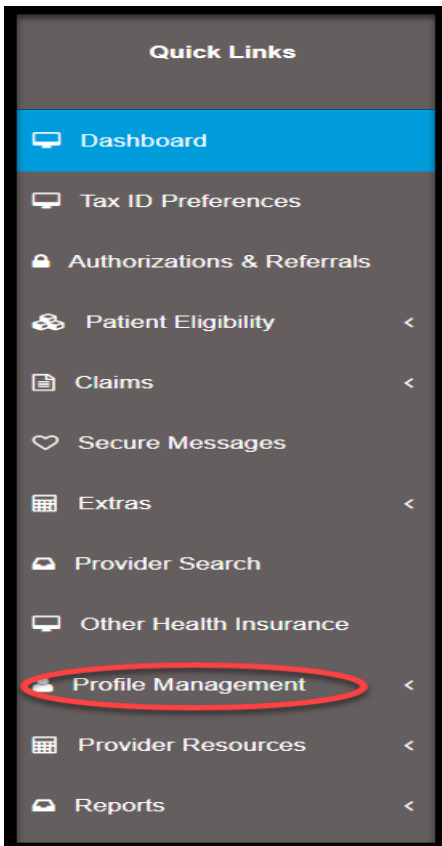 Quick Links
Dashboard
Tax ID Preferences
Authorizations & Referrals
Patient Eligibility <
Claims <
Secure Messages
Extras <
Provider Search
Other Health Insurance
Profile Management <
Provider Resources <
Reports <